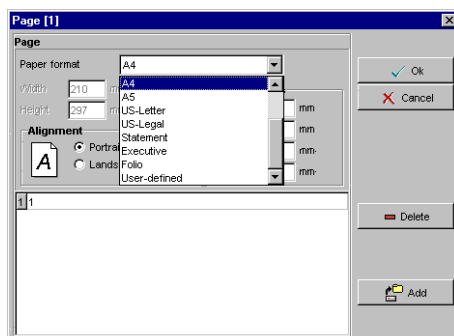 Page [1]
Page
Paper format A4
Width 210
Height 297
A4
A5
US-Letter
US-Legal
Statement
Executive
Folio
User-defined
mm
mm
mm
mm
Alignment
A
Portra
Lands
1 1
Ok
Cancel
Delete
Add